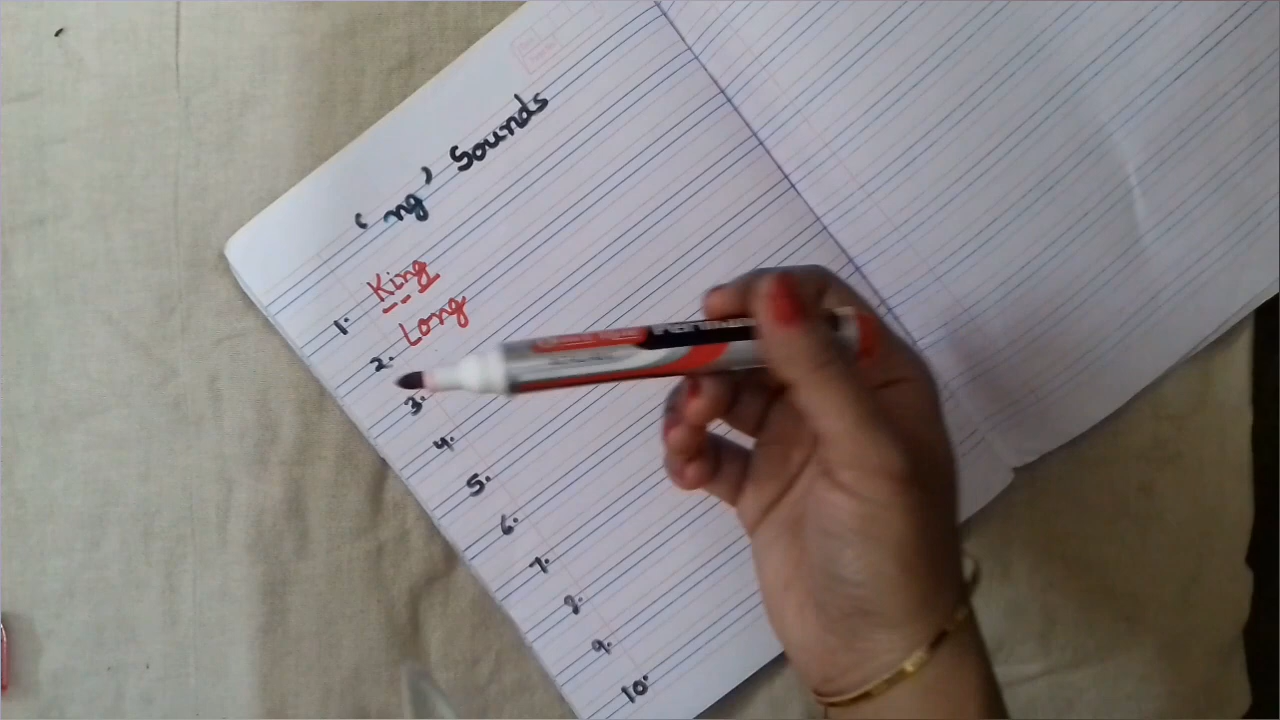 ' ng ' Sounds
1. King
2. Long
3.
4.
5.
6.
7.
8.
9.
10.